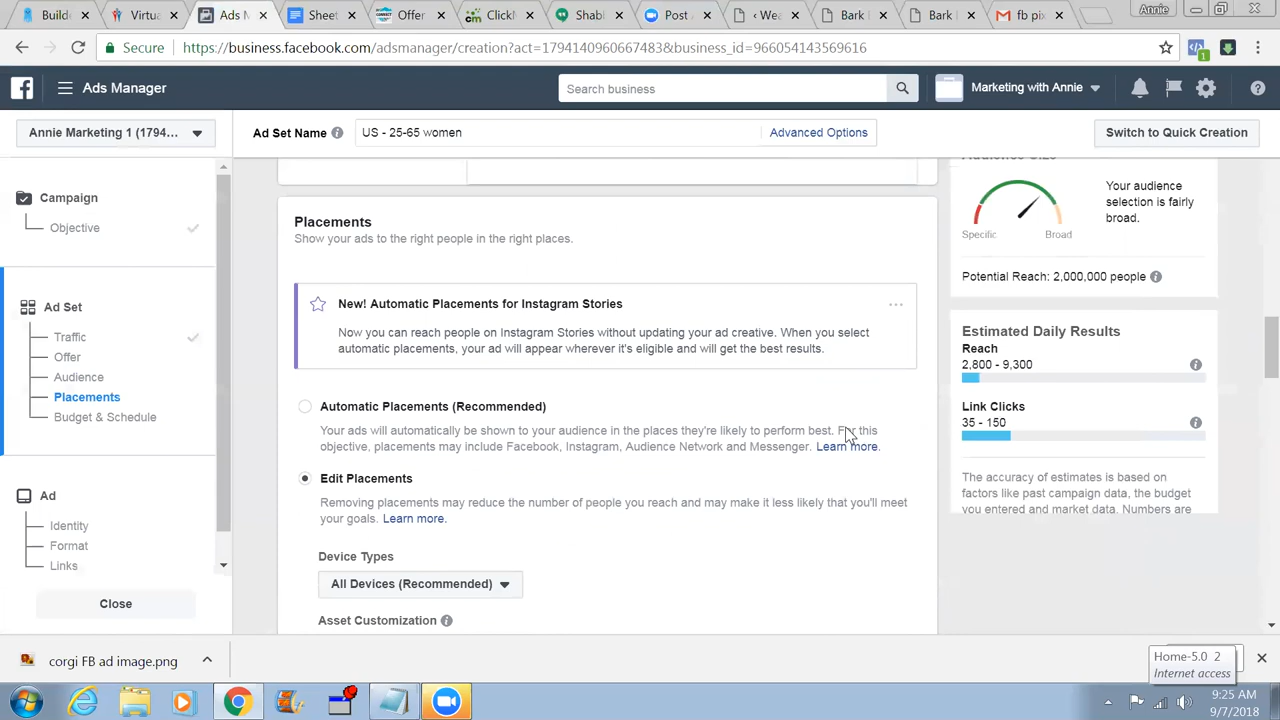 Builde
Virtua
Ads M
Sheet
Offer
ClickM
Shabb
Post A
‹ Wea
Bark
Bark
fb pix
Annie
Secure
https://business.facebook.com/adsmanager/creation?act=1794140960667483&business_id=966054143569616
1
Ads Manager
Search business
Marketing with Annie
Annie Marketing 1 (1794...
Ad Set Name
US - 25-65 women
Advanced Options
Switch to Quick Creation
Campaign
Objective
Ad Set
Traffic
Offer
Audience
Placements
Budget & Schedule
Ad
Identity
Format
Links
Close
Placements
Show your ads to the right people in the right places.
New! Automatic Placements for Instagram Stories
Now you can reach people on Instagram Stories without updating your ad creative. When you select
automatic placements, your ad will appear wherever it's eligible and will get the best results.
Automatic Placements (Recommended)
Your ads will automatically be shown to your audience in the places they're likely to perform best. For this
objective, placements may include Facebook, Instagram, Audience Network and Messenger. Learn more.
Edit Placements
Removing placements may reduce the number of people you reach and may make it less likely that you'll meet
your goals. Learn more.
Device Types
All Devices (Recommended)
Asset Customization
Audience Size
Your audience
selection is fairly
broad.
Specific
Broad
Potential Reach: 2,000,000 people
Estimated Daily Results
Reach
2,800 - 9,300
Link Clicks
35 - 150
The accuracy of estimates is based on
factors like past campaign data, the budget
you entered and market data. Numbers are
corgi FB ad image.png
Home-5.0 2
Internet access
9:25 AM
9/7/2018